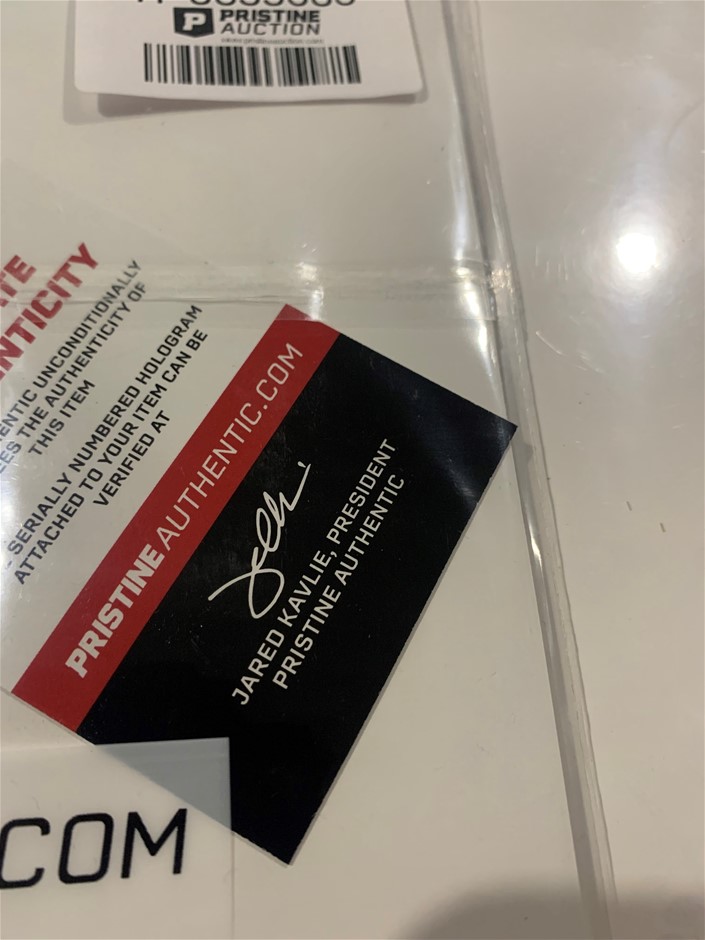 PRISTINE
AUCTION
TE
NTICITY
ENTIC UNCONDITIONALLY
ES THE AUTHENTICITY OF
THIS ITEM
SERIALLY NUMBERED HOLOGRAM
ATTACHED TO YOUR ITEM CAN BE
VERIFIED AT
PRISTINEAUTHENTIC.COM
JARED KAVLIE, PRESIDENT
PRISTINE AUTHENTIC
.COM